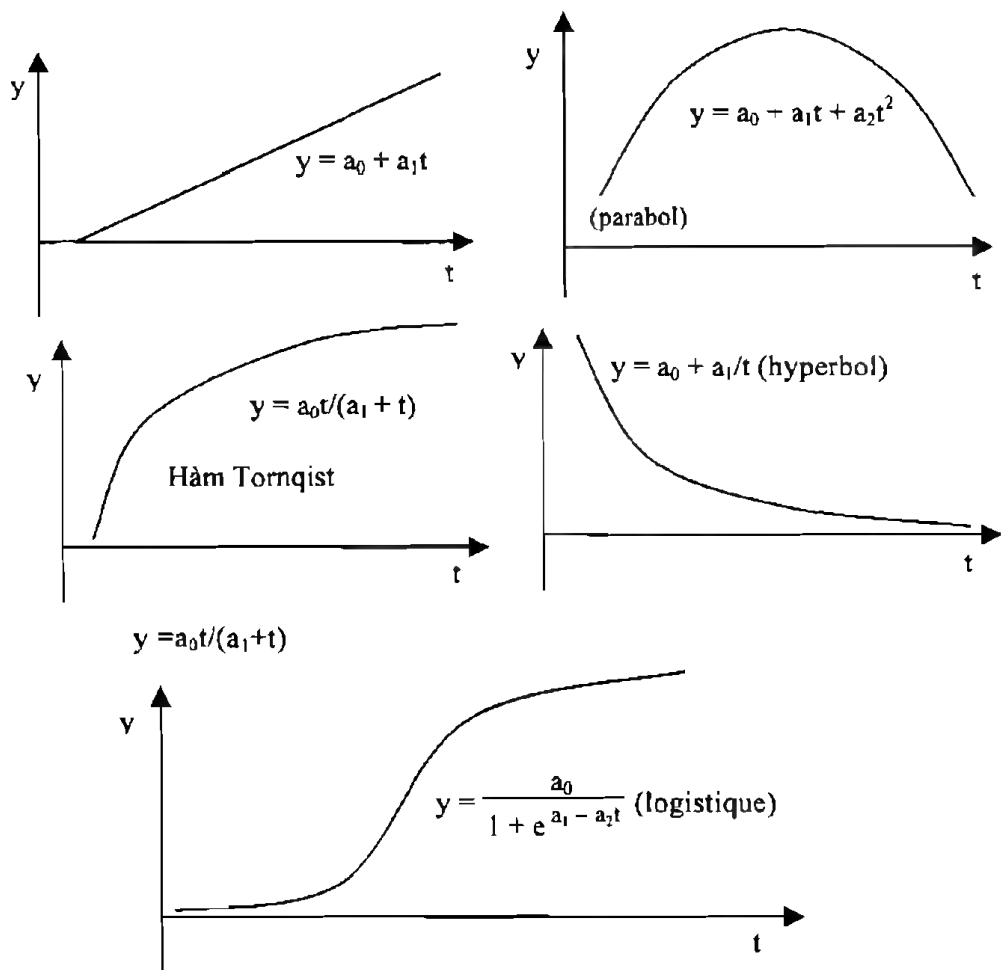 y
y = a₀ + a₁t
t
y
y = a₀ – a₁t + a₂t²
(parabol)
t
y
y = a₀t/(a₁ + t)
Hàm Tornqist
t
y
y = a₀ + a₁/t (hyperbol)
t
y =a₀t/(a₁+t)
y
y = a₀ / (1 + e^(a₁ – a₂t)) (logistique)
t